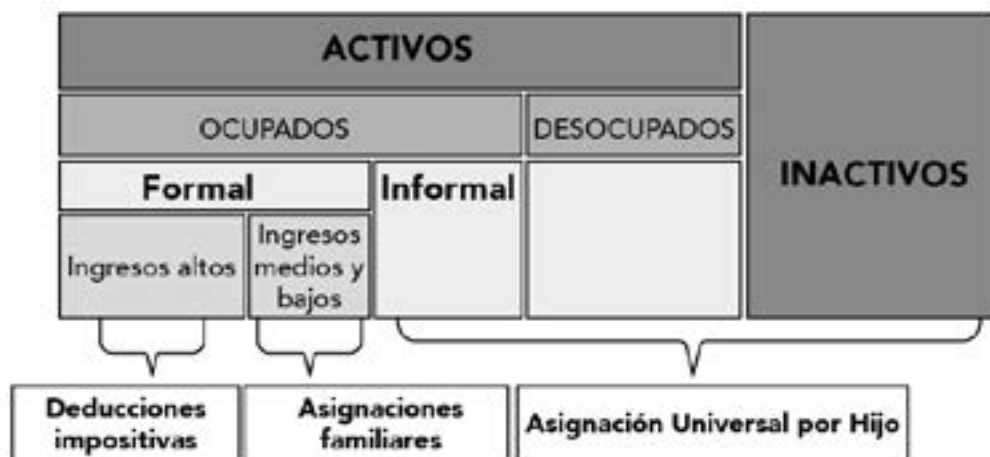 ACTIVOS
INACTIVOS
OCUPADOS
DESOCUPADOS
Formal
Informal
Ingresos altos
Ingresos
medios y
bajos
Deducciones
impositivas
Asignaciones
familiares
Asignación Universal por Hijo